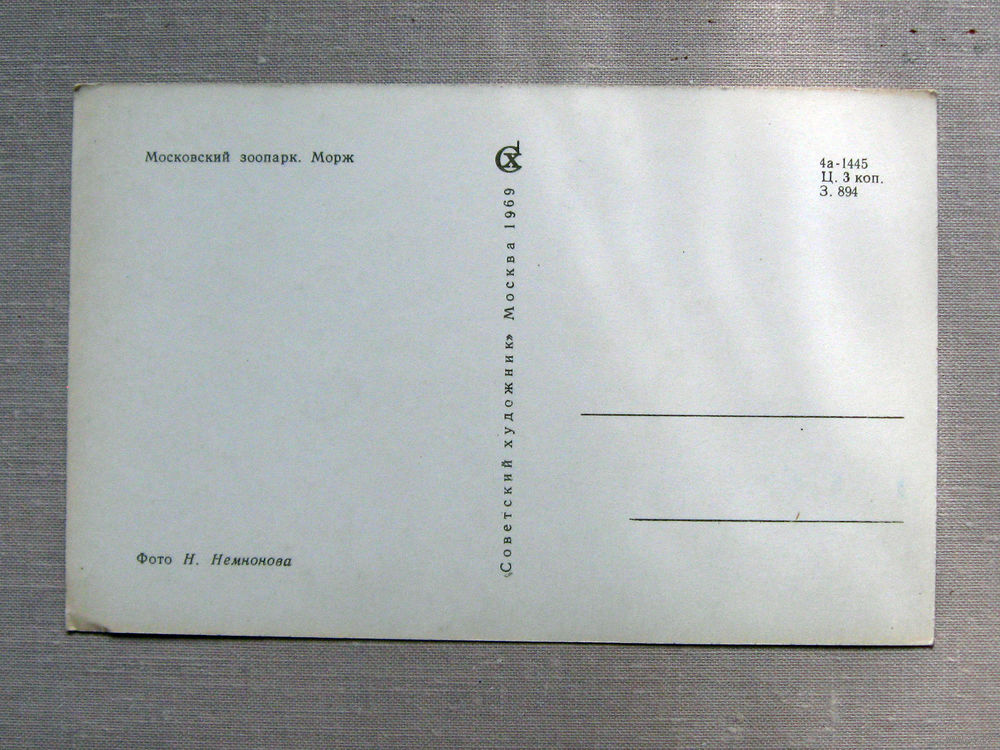 Московский зоопарк. Морж
Фото Н. Немнонова
«Советский художник» Москва 1969
СХ
4а-1445
Ц. 3 коп.
З. 894